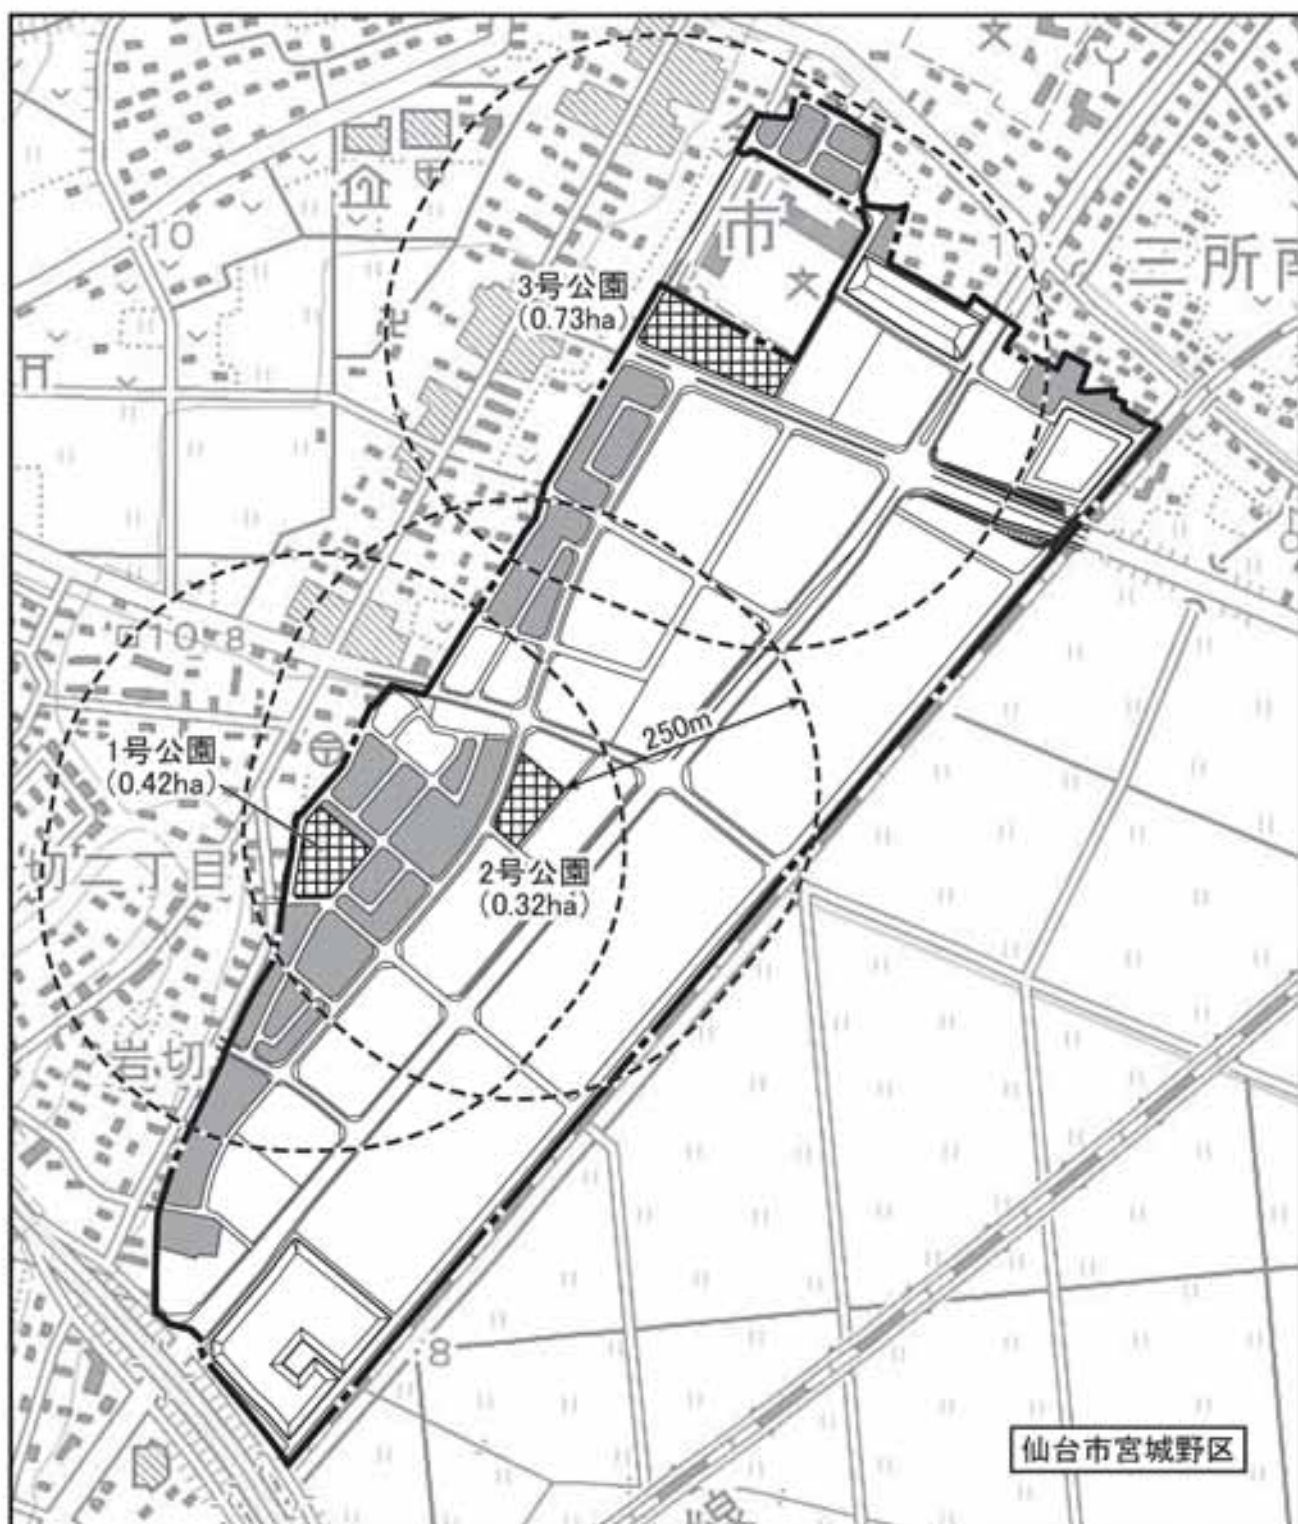 市
10
1
三所南
3号公園
(0.73ha)
10-8
250m
1号公園
(0.42ha)
切二丁目
2号公園
(0.32ha)
岩切
8
仙台市宮城野区